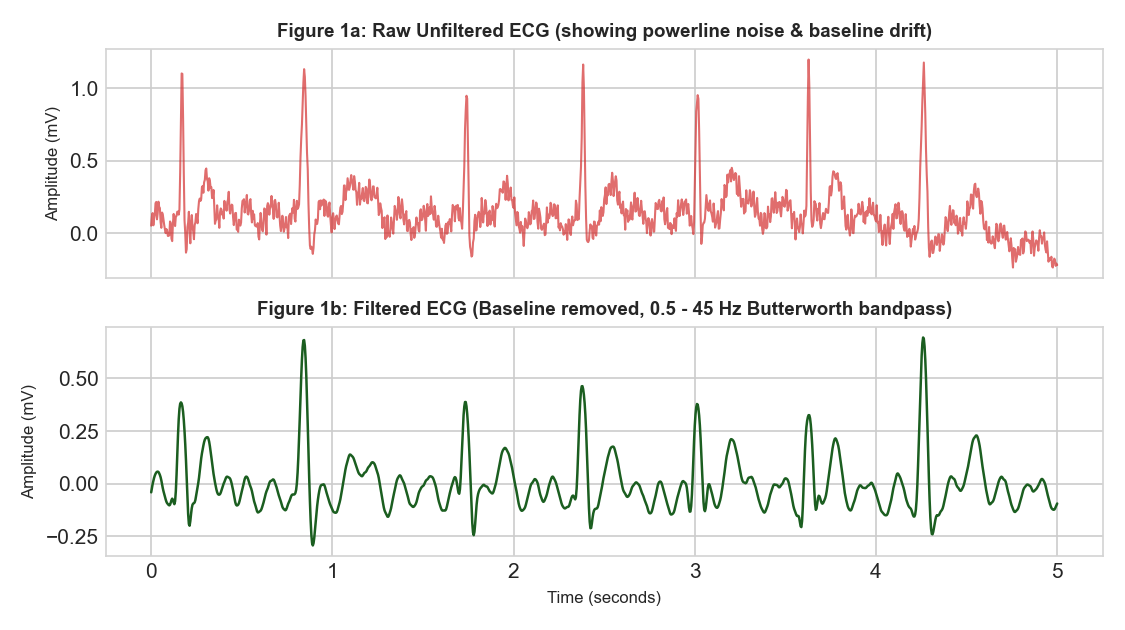 Figure 1a: Raw Unfiltered ECG (showing powerline noise & baseline drift)
Amplitude (mV)
1.0
0.5
0.0
Figure 1b: Filtered ECG (Baseline removed, 0.5 - 45 Hz Butterworth bandpass)
Amplitude (mV)
0.50
0.25
0.00
−0.25
0 1 2 3 4 5
Time (seconds)